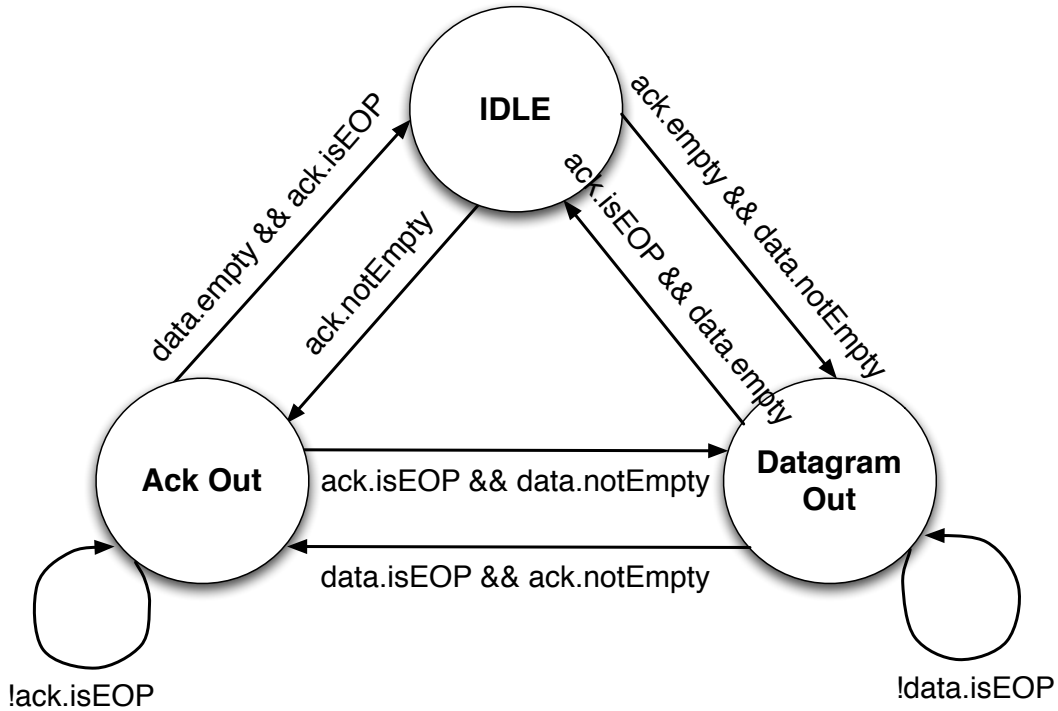 IDLE
data.empty && ack.isEOP
ack.notEmpty
ack.isEOP && data.empty
ack.empty && data.notEmpty
Ack Out
ack.isEOP && data.notEmpty
Datagram
Out
data.isEOP && ack.notEmpty
!ack.isEOP
!data.isEOP